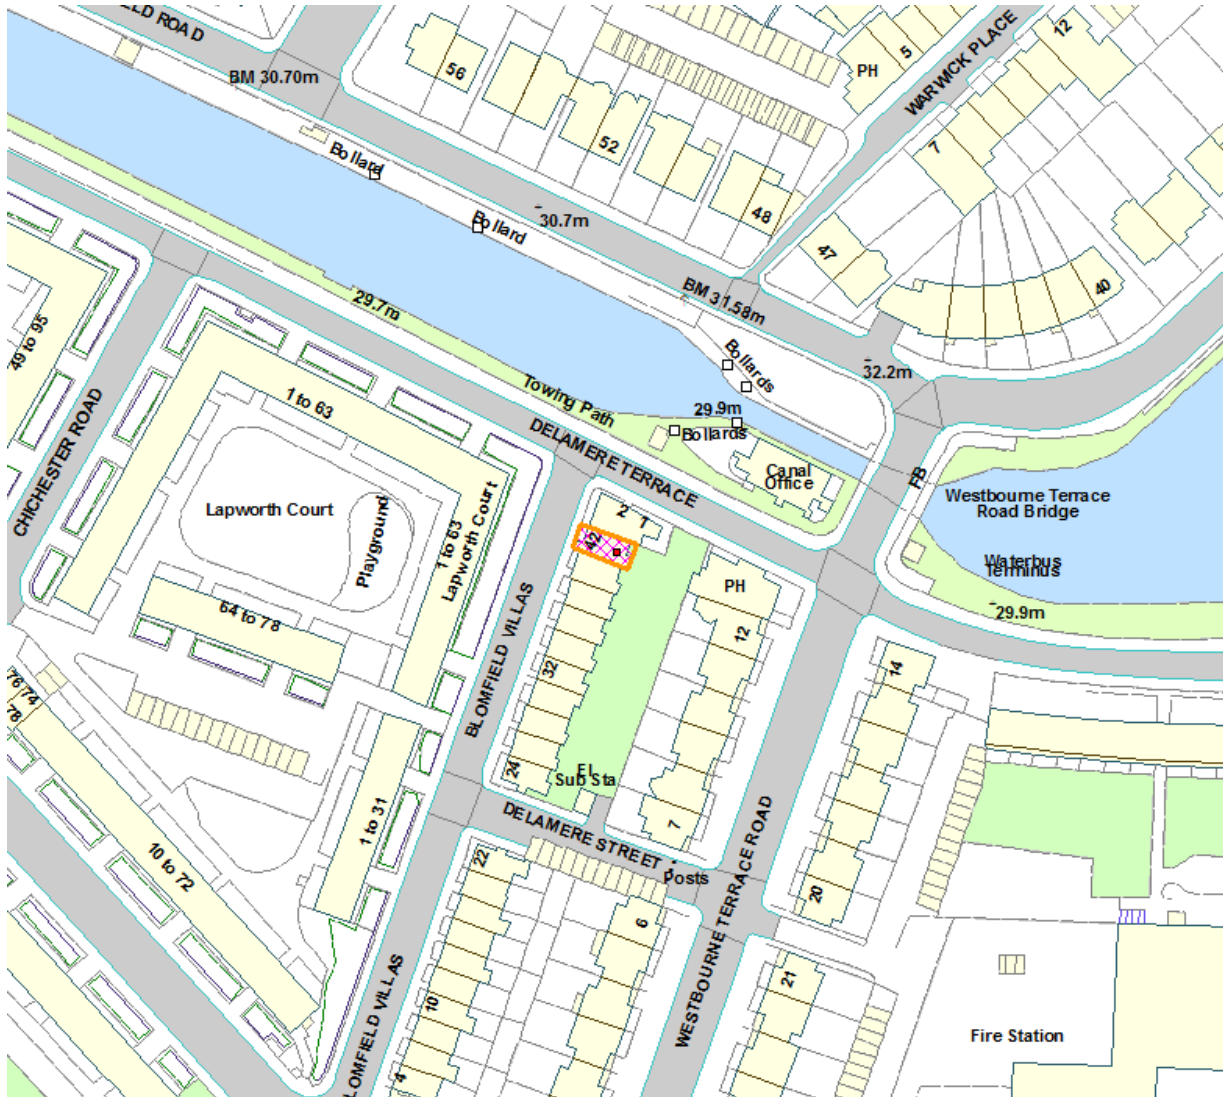 ELD ROAD
BM 30.70m
56
52
48
PH
5
WARWICK PLACE
12
7
Bollard
Bollard
30.7m
47
40
BM 31.58m
32.2m
29.7m
49 to 95
CHICHESTER ROAD
1 to 63
Lapworth Court
Playground
1 to 63
Lapworth Court
64 to 78
Towing Path
Bollards
29.9m
Bollards
DELAMERE TERRACE
Canal
Office
FB
Westbourne Terrace
Road Bridge
Waterbus
Terminus
29.9m
2
1
42
PH
12
14
32
24
BLOMFIELD VILLAS
El
Sub Sta
7
76
74
78
10 to 72
1 to 31
DELAMERE STREET
Posts
WESTBOURNE TERRACE ROAD
22
6
20
21
10
4
LOMFIELD VILLAS
Fire Station